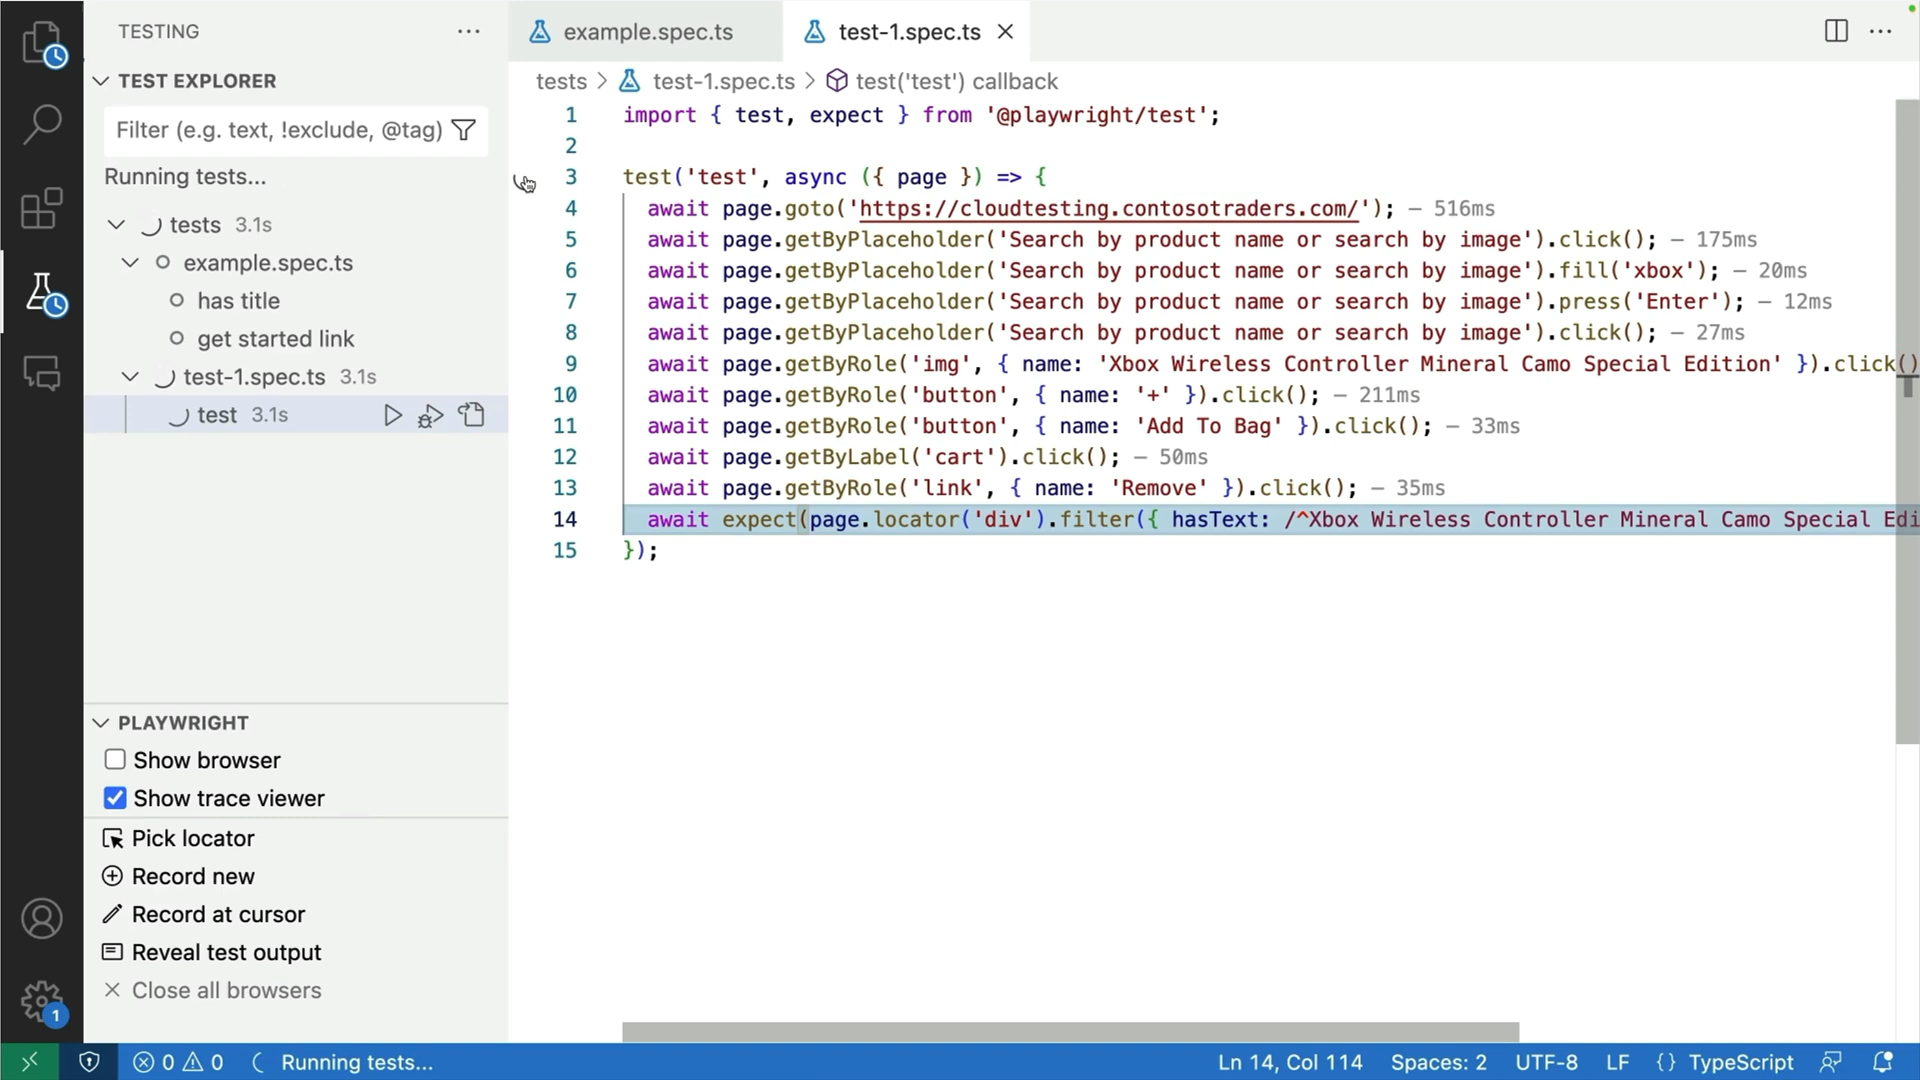 TESTING
TEST EXPLORER
Filter (e.g. text, !exclude, @tag)
Running tests...
tests 3.1s
example.spec.ts
has title
get started link
test-1.spec.ts 3.1s
test 3.1s
PLAYWRIGHT
Show browser
Show trace viewer
Pick locator
Record new
Record at cursor
Reveal test output
Close all browsers
1
example.spec.ts
test-1.spec.ts
tests > test-1.spec.ts > test('test') callback
1 import { test, expect } from '@playwright/test';
2
3 test('test', async ({ page }) => {
4 await page.goto('https://cloudtesting.contosotraders.com/'); — 516ms
5 await page.getByPlaceholder('Search by product name or search by image').click(); — 175ms
6 await page.getByPlaceholder('Search by product name or search by image').fill('xbox'); — 20ms
7 await page.getByPlaceholder('Search by product name or search by image').press('Enter'); — 12ms
8 await page.getByPlaceholder('Search by product name or search by image').click(); — 27ms
9 await page.getByRole('img', { name: 'Xbox Wireless Controller Mineral Camo Special Edition' }).click()
10 await page.getByRole('button', { name: '+' }).click(); — 211ms
11 await page.getByRole('button', { name: 'Add To Bag' }).click(); — 33ms
12 await page.getByLabel('cart').click(); — 50ms
13 await page.getByRole('link', { name: 'Remove' }).click(); — 35ms
14 await expect(page.locator('div').filter({ hasText: /^Xbox Wireless Controller Mineral Camo Special Edi
15 });
0 0 Running tests... Ln 14, Col 114 Spaces: 2 UTF-8 LF {} TypeScript